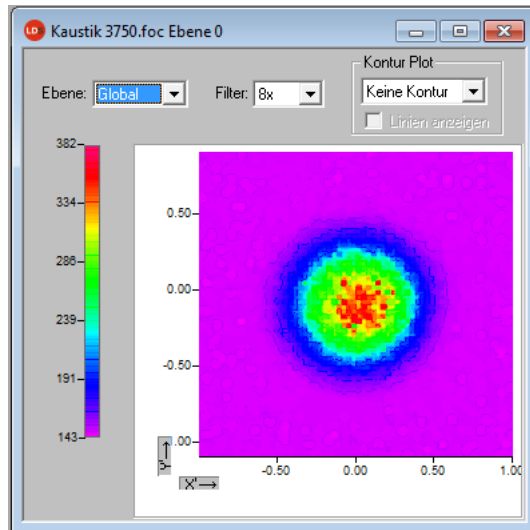 LD Kaustik 3750.foc Ebene 0
Kontur Plot
Ebene: Global Filter: 8x Keine Kontur
Linien anzeigen
382
334
286
239
191
143
0.50
0.00
-0.50
.00
-0.50 0.00 0.50 1.00
Y'
X'